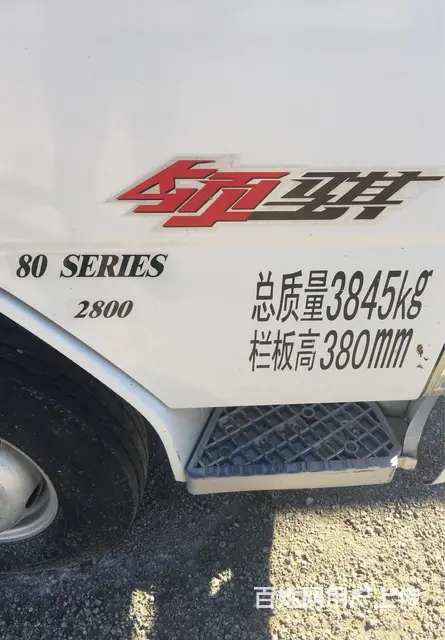 领骐
80 SERIES
2800
总质量3845kg
栏板高380mm
百姓网用户上传